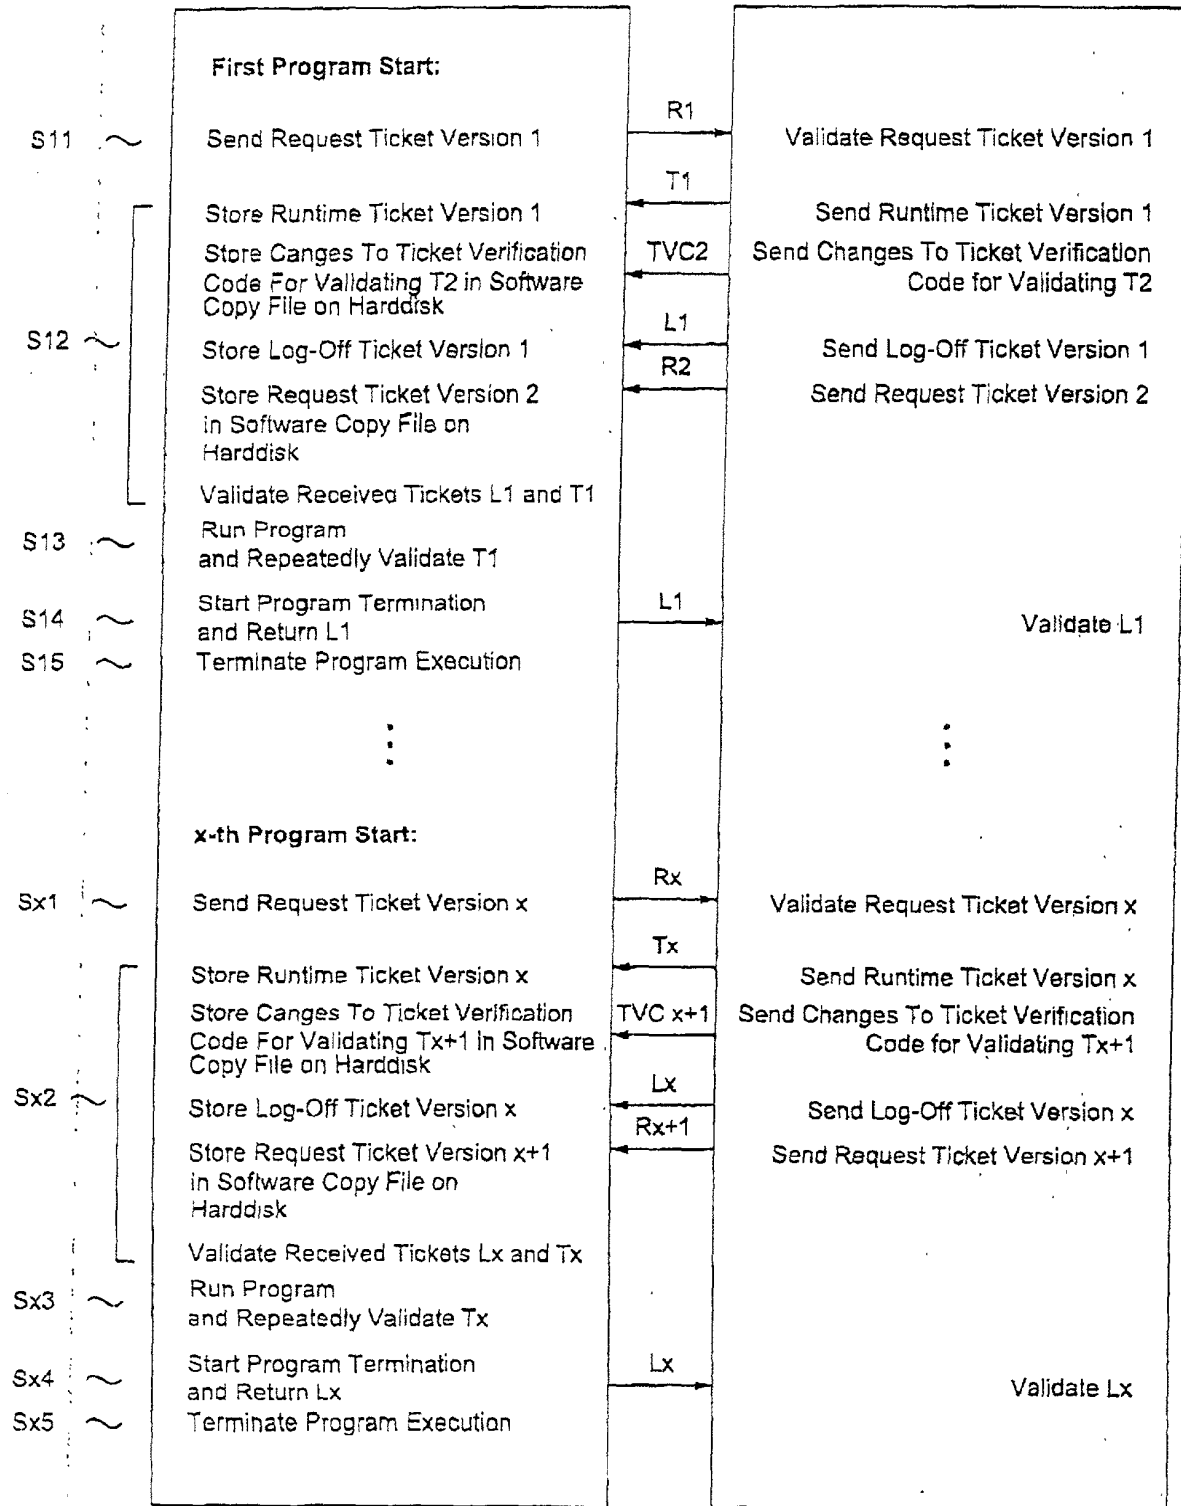 First Program Start:
R1
S11 Send Request Ticket Version 1 Validate Request Ticket Version 1
T1
Store Runtime Ticket Version 1 Send Runtime Ticket Version 1
Store Canges To Ticket Verification TVC2 Send Changes To Ticket Verification
Code For Validating T2 in Software Code for Validating T2
Copy File on Harddisk
L1
S12 Store Log-Off Ticket Version 1 Send Log-Off Ticket Version 1
R2
Store Request Ticket Version 2 Send Request Ticket Version 2
in Software Copy File on
Harddisk
Validate Received Tickets L1 and T1
Run Program
S13 and Repeatedly Validate T1
Start Program Termination L1
S14 and Return L1 Validate L1
S15 Terminate Program Execution
x-th Program Start:
Rx
Sx1 Send Request Ticket Version x Validate Request Ticket Version x
Tx
Store Runtime Ticket Version x Send Runtime Ticket Version x
Store Canges To Ticket Verification TVC x+1 Send Changes To Ticket Verification
Code For Validating Tx+1 in Software Code for Validating Tx+1
Copy File on Harddisk
Lx
Sx2 Store Log-Off Ticket Version x Send Log-Off Ticket Version x
Rx+1
Store Request Ticket Version x+1 Send Request Ticket Version x+1
in Software Copy File on
Harddisk
Validate Received Tickets Lx and Tx
Run Program
Sx3 and Repeatedly Validate Tx
Start Program Termination Lx
Sx4 and Return Lx Validate Lx
Sx5 Terminate Program Execution